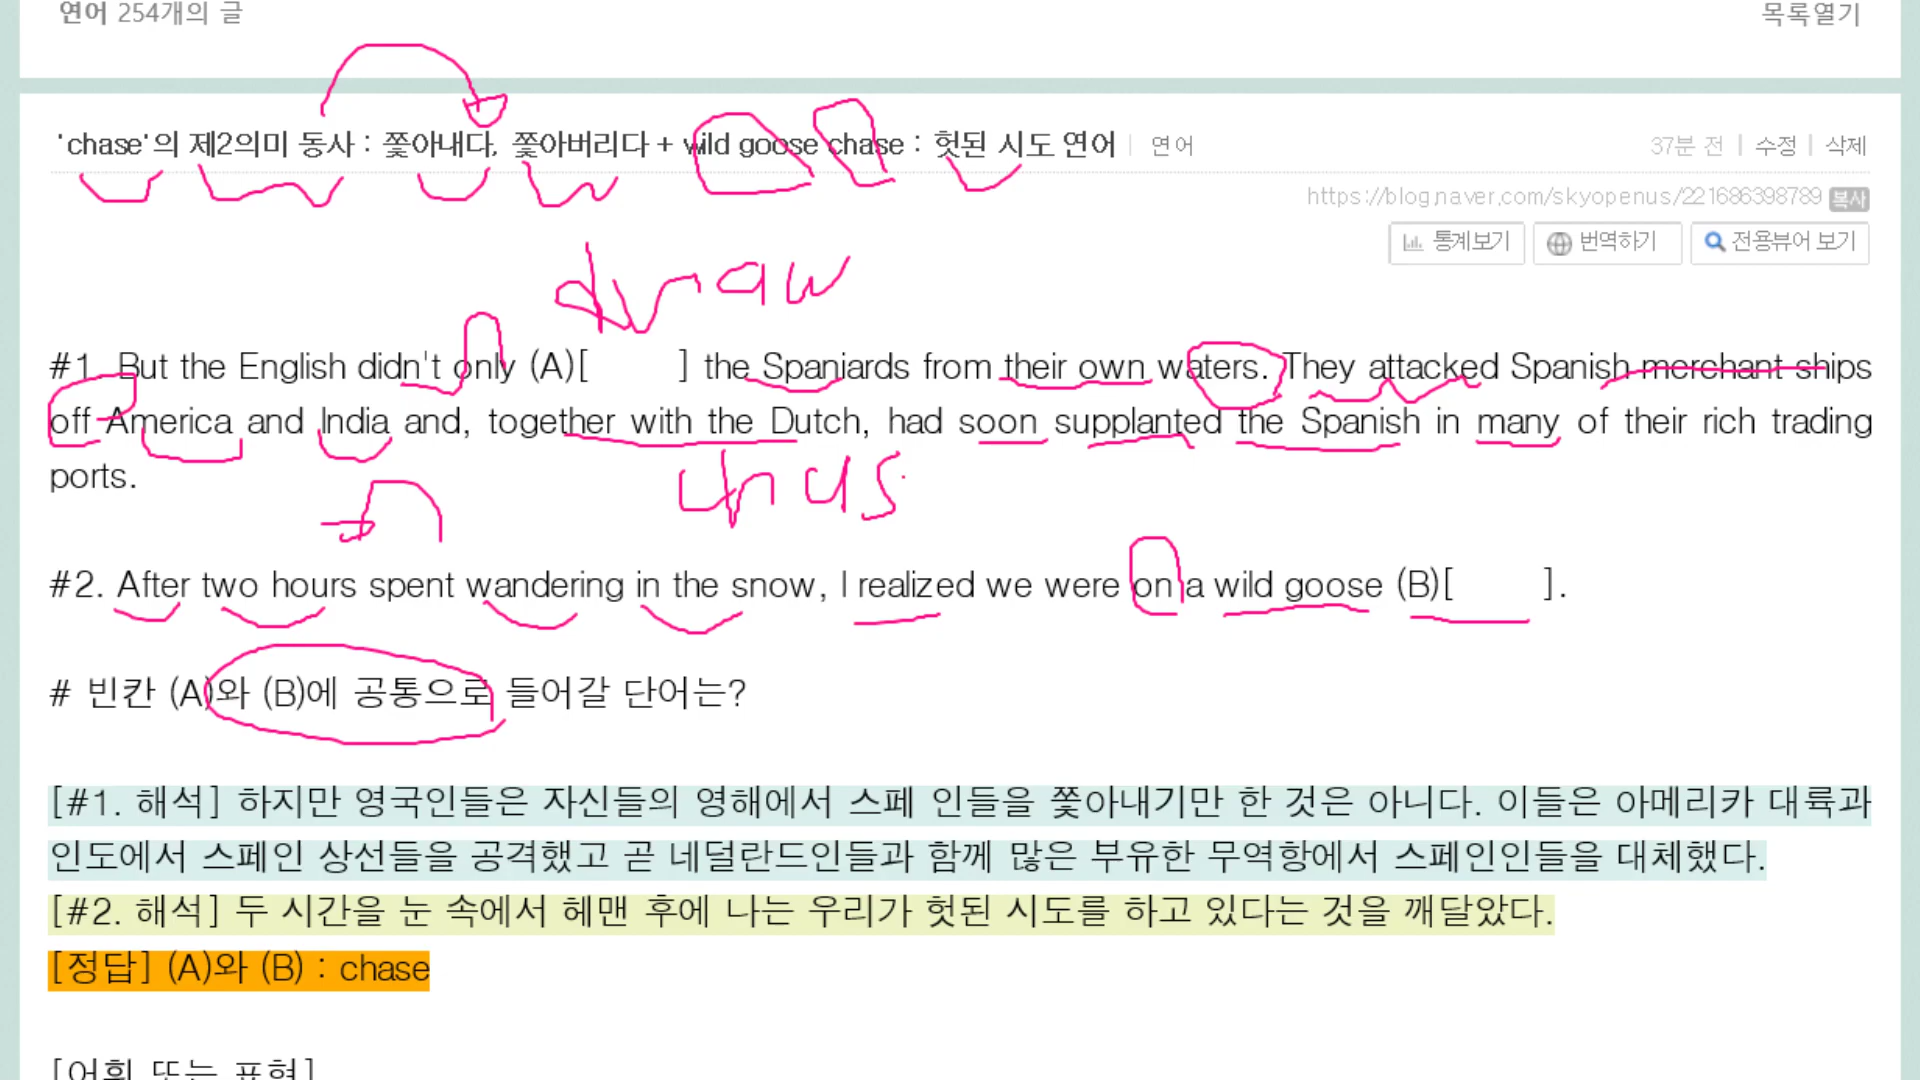 연어 254개의 글 목록열기
'chase'의 제2의미 동사 : 쫓아내다, 쫓아버리다 + wild goose chase : 헛된 시도 연어 | 연어 37분 전 | 수정 | 삭제
https://blog.naver.com/skyopenus/221686398789 복사
통계보기 번역하기 전용뷰어 보기
draw
#1. But the English didn't only (A)[ ] the Spaniards from their own waters. They attacked Spanish merchant ships
off America and India and, together with the Dutch, had soon supplanted the Spanish in many of their rich trading
ports.
#2. After two hours spent wandering in the snow, I realized we were on a wild goose (B)[ ].
# 빈칸 (A)와 (B)에 공통으로 들어갈 단어는?
[#1. 해석] 하지만 영국인들은 자신들의 영해에서 스페 인들을 쫓아내기만 한 것은 아니다. 이들은 아메리카 대륙과
인도에서 스페인 상선들을 공격했고 곧 네덜란드인들과 함께 많은 부유한 무역항에서 스페인인들을 대체했다.
[#2. 해석] 두 시간을 눈 속에서 헤맨 후에 나는 우리가 헛된 시도를 하고 있다는 것을 깨달았다.
[정답] (A)와 (B) : chase
[어휘 또는 표현]